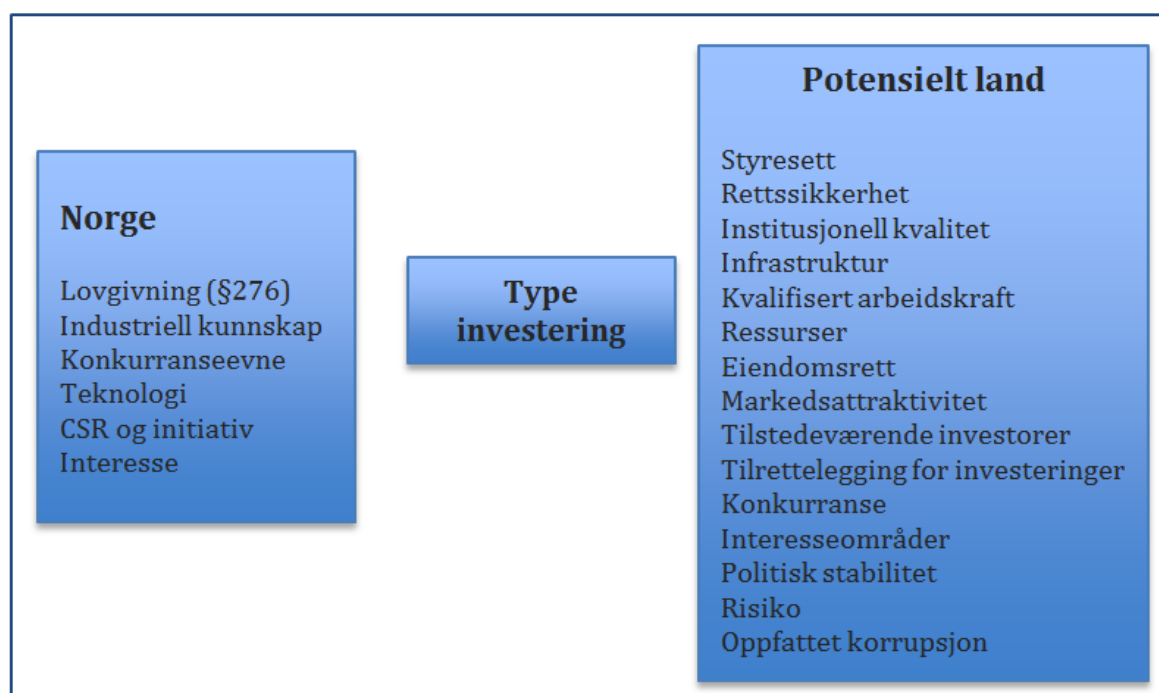 Norge
Lovgivning (§276)
Industriell kunnskap
Konkurranseevne
Teknologi
CSR og initiativ
Interesse
Type
investering
Potensielt land
Styresett
Rettssikkerhet
Institusjonell kvalitet
Infrastruktur
Kvalifisert arbeidskraft
Ressurser
Eiendomsrett
Markedsattraktivitet
Tilstedeværende investorer
Tilrettelegging for investeringer
Konkurranse
Interesseområder
Politisk stabilitet
Risiko
Oppfattet korrupsjon